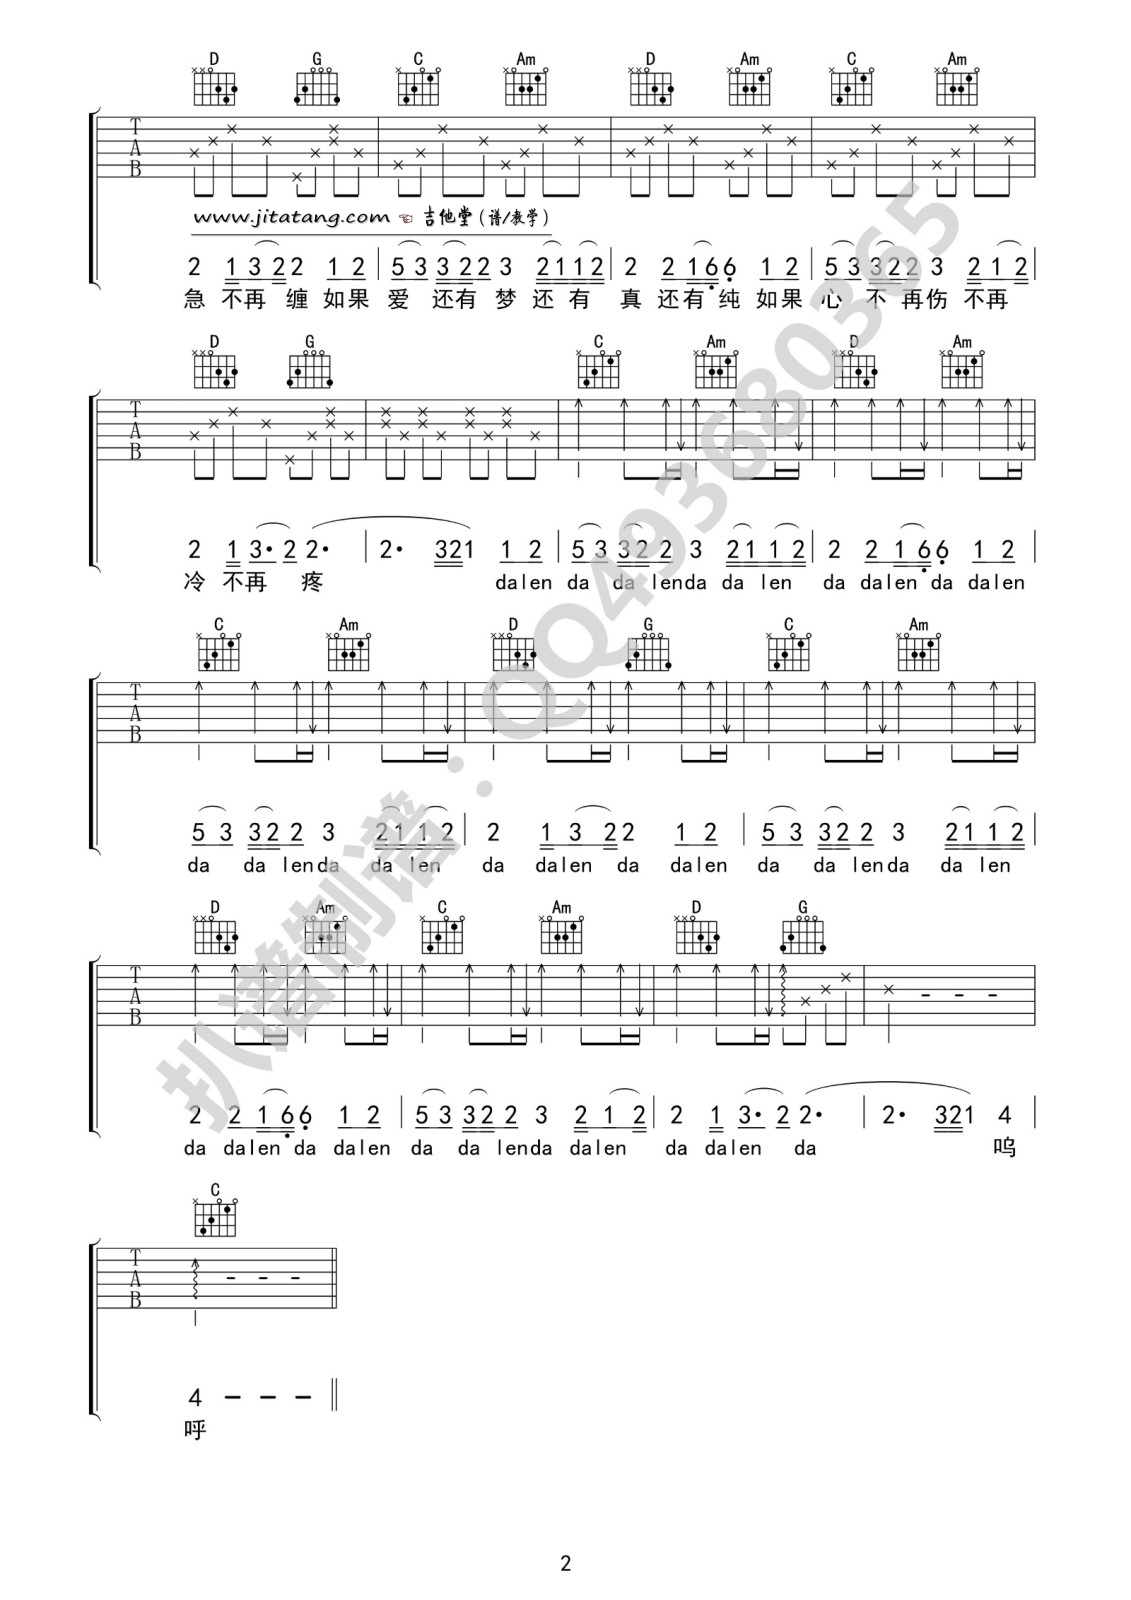 D G C Am D Am C Am
T
A
B
www.jitatang.com ☜ 吉他堂(谱/教学)
2 1 3 2 2 1 2 5 3 3 2 2 3 2 1 1 2 2 2 1 6 6 1 2 5 3 3 2 2 3 2 1 2
急 不再 缠 如果 爱 还有 梦 还 有 真 还有 纯 如果 心 不 再伤 不再
D G C Am D Am
T
A
B
2 1 3· 2 2· 2· 3 2 1 1 2 5 3 3 2 2 3 2 1 1 2 2 2 1 6 6 1 2
冷 不再 疼 dalen da da lenda da len da dalen da dalen
C Am D G C Am
T
A
B
5 3 3 2 2 3 2 1 1 2 2 1 3 2 2 1 2 5 3 3 2 2 3 2 1 1 2
da da lenda da len da dalen da dalen da da lenda da len
D Am C Am D G
T
A
B
2 2 1 6 6 1 2 5 3 3 2 2 3 2 1 2 2 1 3· 2 2· 2· 3 2 1 4
da dalen da dalen da da lenda dalen da dalen da 呜
C
T
A
B
4 − − −
呼
2
扒谱制谱：QQ493680365